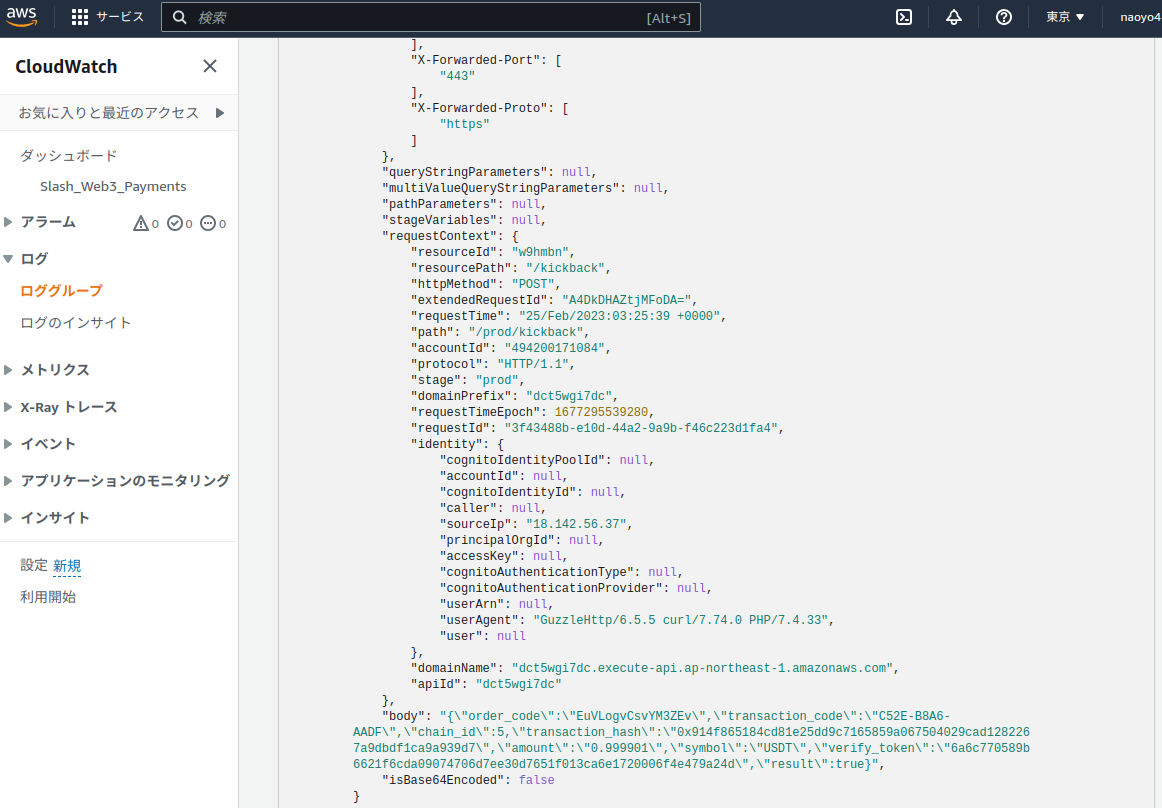 aws
サービス
検索
[Alt+S]
東京 ▼
naoyo4
CloudWatch
お気に入りと最近のアクセス
ダッシュボード
Slash_Web3_Payments
アラーム 0 0 0
ログ
ロググループ
ログのインサイト
メトリクス
X-Ray トレース
イベント
アプリケーションのモニタリング
インサイト
設定 新規
利用開始
],
"X-Forwarded-Port": [
"443"
],
"X-Forwarded-Proto": [
"https"
]
},
"queryStringParameters": null,
"multiValueQueryStringParameters": null,
"pathParameters": null,
"stageVariables": null,
"requestContext": {
"resourceId": "w9hmbn",
"resourcePath": "/kickback",
"httpMethod": "POST",
"extendedRequestId": "A4DkDHAZtjMFoDA=",
"requestTime": "25/Feb/2023:03:25:39 +0000",
"path": "/prod/kickback",
"accountId": "494200171084",
"protocol": "HTTP/1.1",
"stage": "prod",
"domainPrefix": "dct5wgi7dc",
"requestTimeEpoch": 1677295539280,
"requestId": "3f43488b-e10d-44a2-9a9b-f46c223d1fa4",
"identity": {
"cognitoIdentityPoolId": null,
"accountId": null,
"cognitoIdentityId": null,
"caller": null,
"sourceIp": "18.142.56.37",
"principalOrgId": null,
"accessKey": null,
"cognitoAuthenticationType": null,
"cognitoAuthenticationProvider": null,
"userArn": null,
"userAgent": "GuzzleHttp/6.5.5 curl/7.74.0 PHP/7.4.33",
"user": null
},
"domainName": "dct5wgi7dc.execute-api.ap-northeast-1.amazonaws.com",
"apiId": "dct5wgi7dc"
},
"body": "{\"order_code\":\"EuVLogvCsvYM3ZEv\",\"transaction_code\":\"C52E-B8A6-
AADF\",\"chain_id\":5,\"transaction_hash\":\"0x914f865184cd81e25dd9c7165859a067504029cad128226
7a9dbdf1ca9a939d7\",\"amount\":\"0.999901\",\"symbol\":\"USDT\",\"verify_token\":\"6a6c770589b
6621f6cda09074706d7ee30d7651f013ca6e1720006f4e479a24d\",\"result\":true}",
"isBase64Encoded": false
}